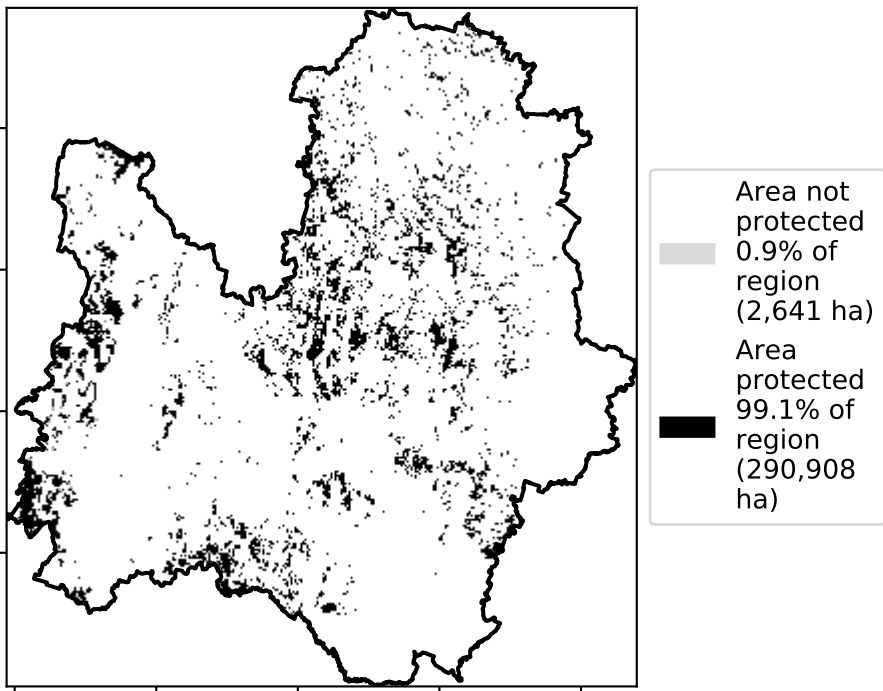 Area not
protected
0.9% of
region
(2,641 ha)
Area
protected
99.1% of
region
(290,908
ha)